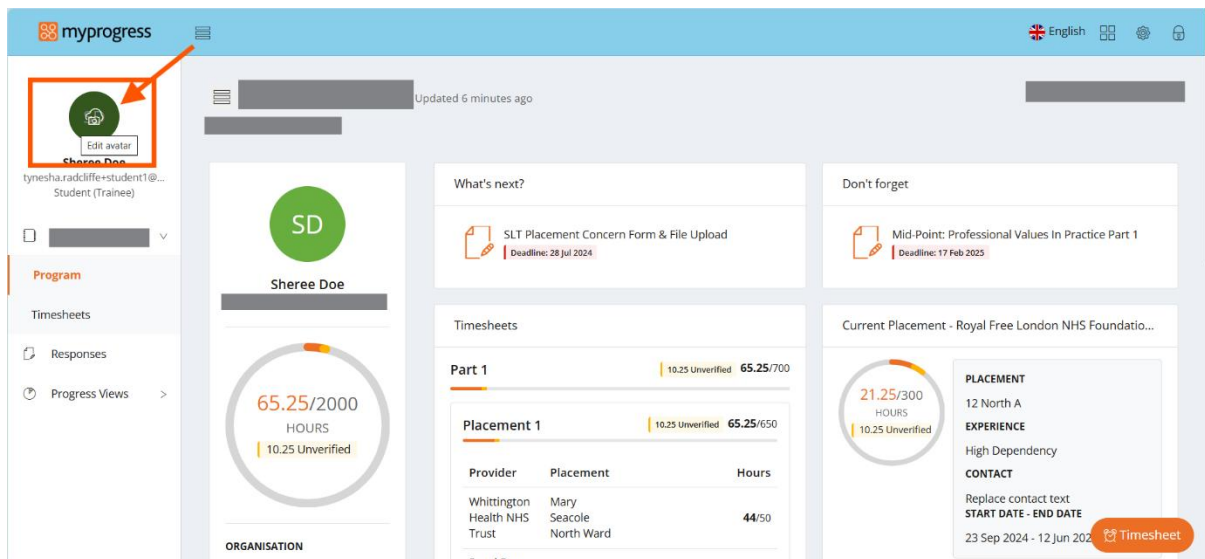 myprogress
English
Edit avatar
Sheree Doe
tynesha.radcliffe+student1@...
Student (Trainee)
Program
Timesheets
Responses
Progress Views
Updated 6 minutes ago
SD
Sheree Doe
65.25/2000
HOURS
10.25 Unverified
ORGANISATION
What's next?
SLT Placement Concern Form & File Upload
Deadline: 28 Jul 2024
Don't forget
Mid-Point: Professional Values In Practice Part 1
Deadline: 17 Feb 2025
Timesheets
Part 1
10.25 Unverified 65.25/700
Placement 1
10.25 Unverified 65.25/650
Provider Placement Hours
Whittington Mary
Health NHS Seacole 44/50
Trust North Ward
Current Placement - Royal Free London NHS Foundatio...
21.25/300
HOURS
10.25 Unverified
PLACEMENT
12 North A
EXPERIENCE
High Dependency
CONTACT
Replace contact text
START DATE - END DATE
23 Sep 2024 - 12 Jun 202
Timesheet